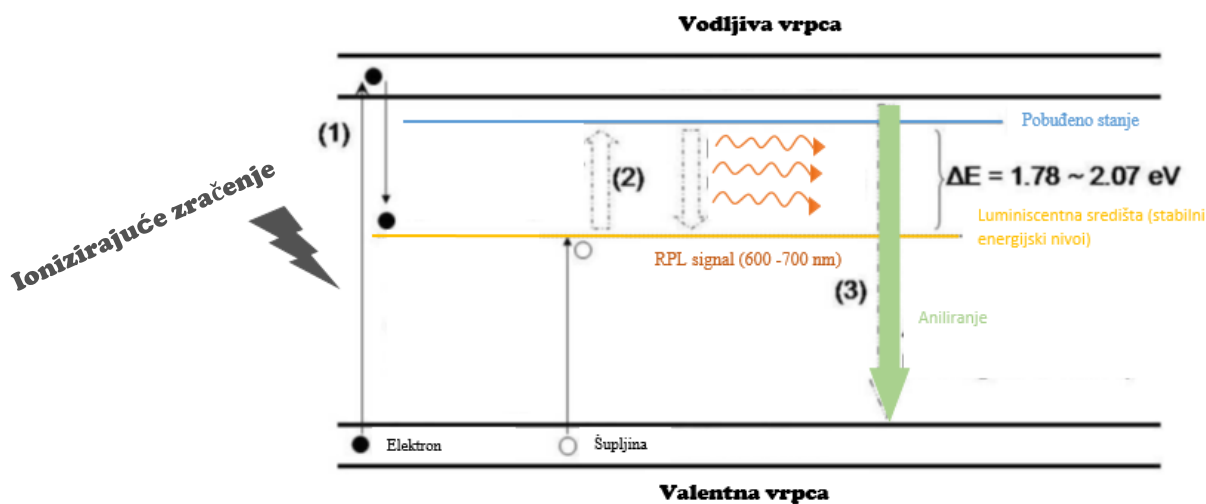 Vodljiva vrpca
(1)
Pobuđeno stanje
Ionizirajuće zračenje
(2)
ΔE = 1.78 ~ 2.07 eV
Luminiscentna središta (stabilni
energijski nivoi)
RPL signal (600 -700 nm)
(3)
Aniliranje
Elektron
Šupljina
Valentna vrpca